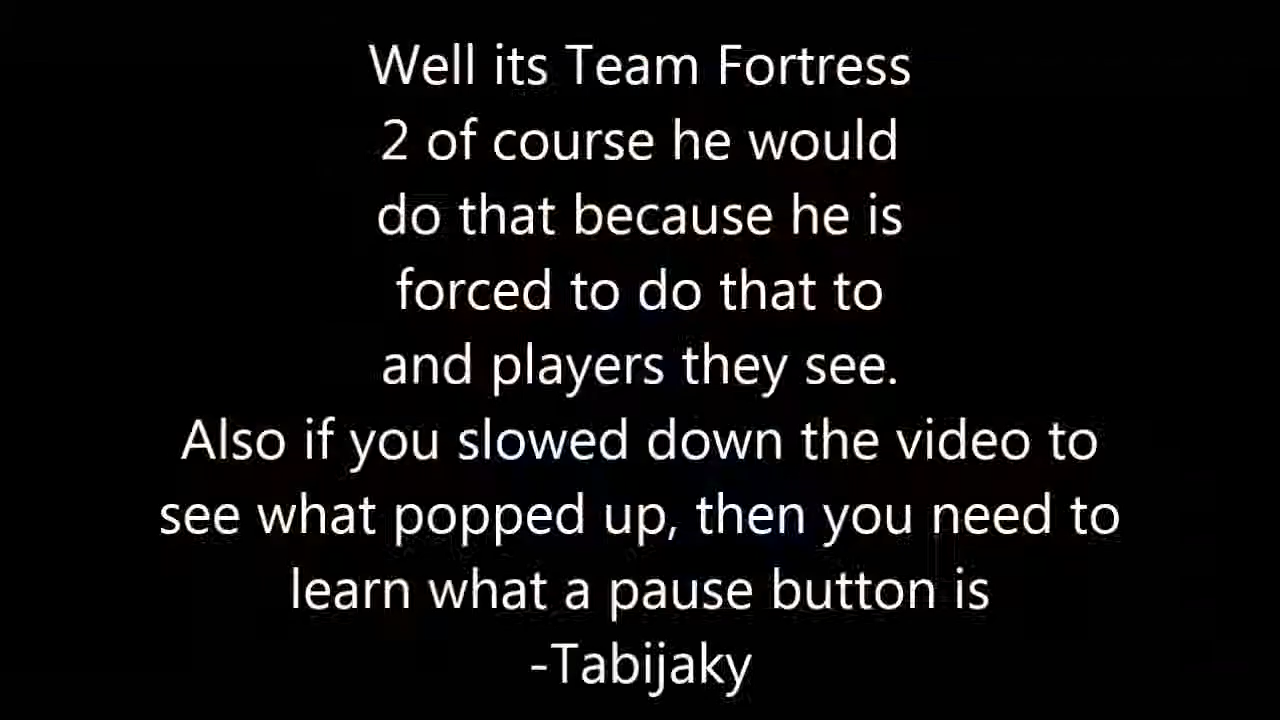 Well its Team Fortress
2 of course he would
do that because he is
forced to do that to
and players they see.
Also if you slowed down the video to
see what popped up, then you need to
learn what a pause button is
-Tabijaky